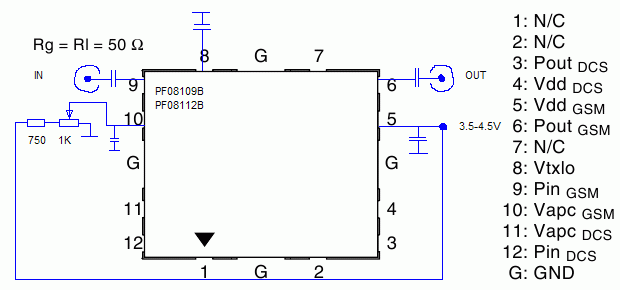 Rg = Rl = 50 Ω
IN
OUT
8
G
7
9
PF08109B
PF08112B
6
10
5
3.5-4.5V
750
1K
G
G
11
4
12
3
1
G
2
1: N/C
2: N/C
3: Pout DCS
4: Vdd DCS
5: Vdd GSM
6: Pout GSM
7: N/C
8: Vtxlo
9: Pin GSM
10: Vapc GSM
11: Vapc DCS
12: Pin DCS
G: GND